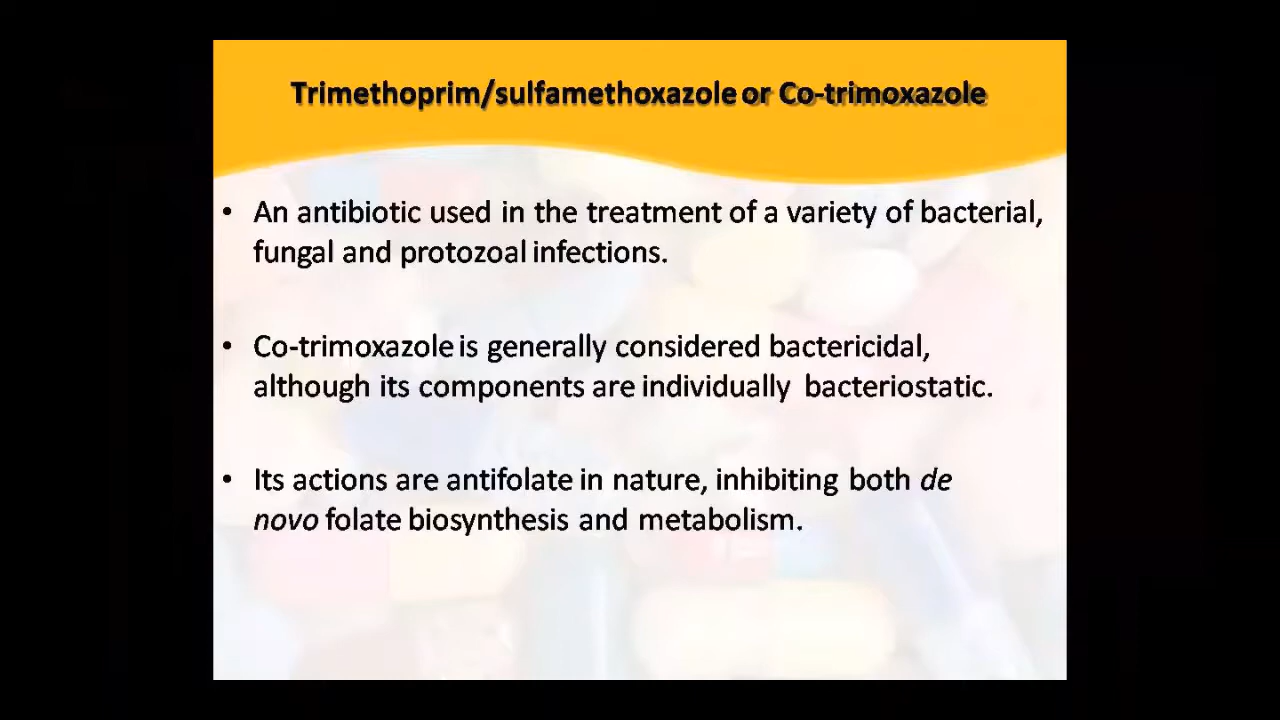 Trimethoprim/sulfamethoxazole or Co-trimoxazole
• An antibiotic used in the treatment of a variety of bacterial,
fungal and protozoal infections.
• Co-trimoxazole is generally considered bactericidal,
although its components are individually bacteriostatic.
• Its actions are antifolate in nature, inhibiting both de
novo folate biosynthesis and metabolism.